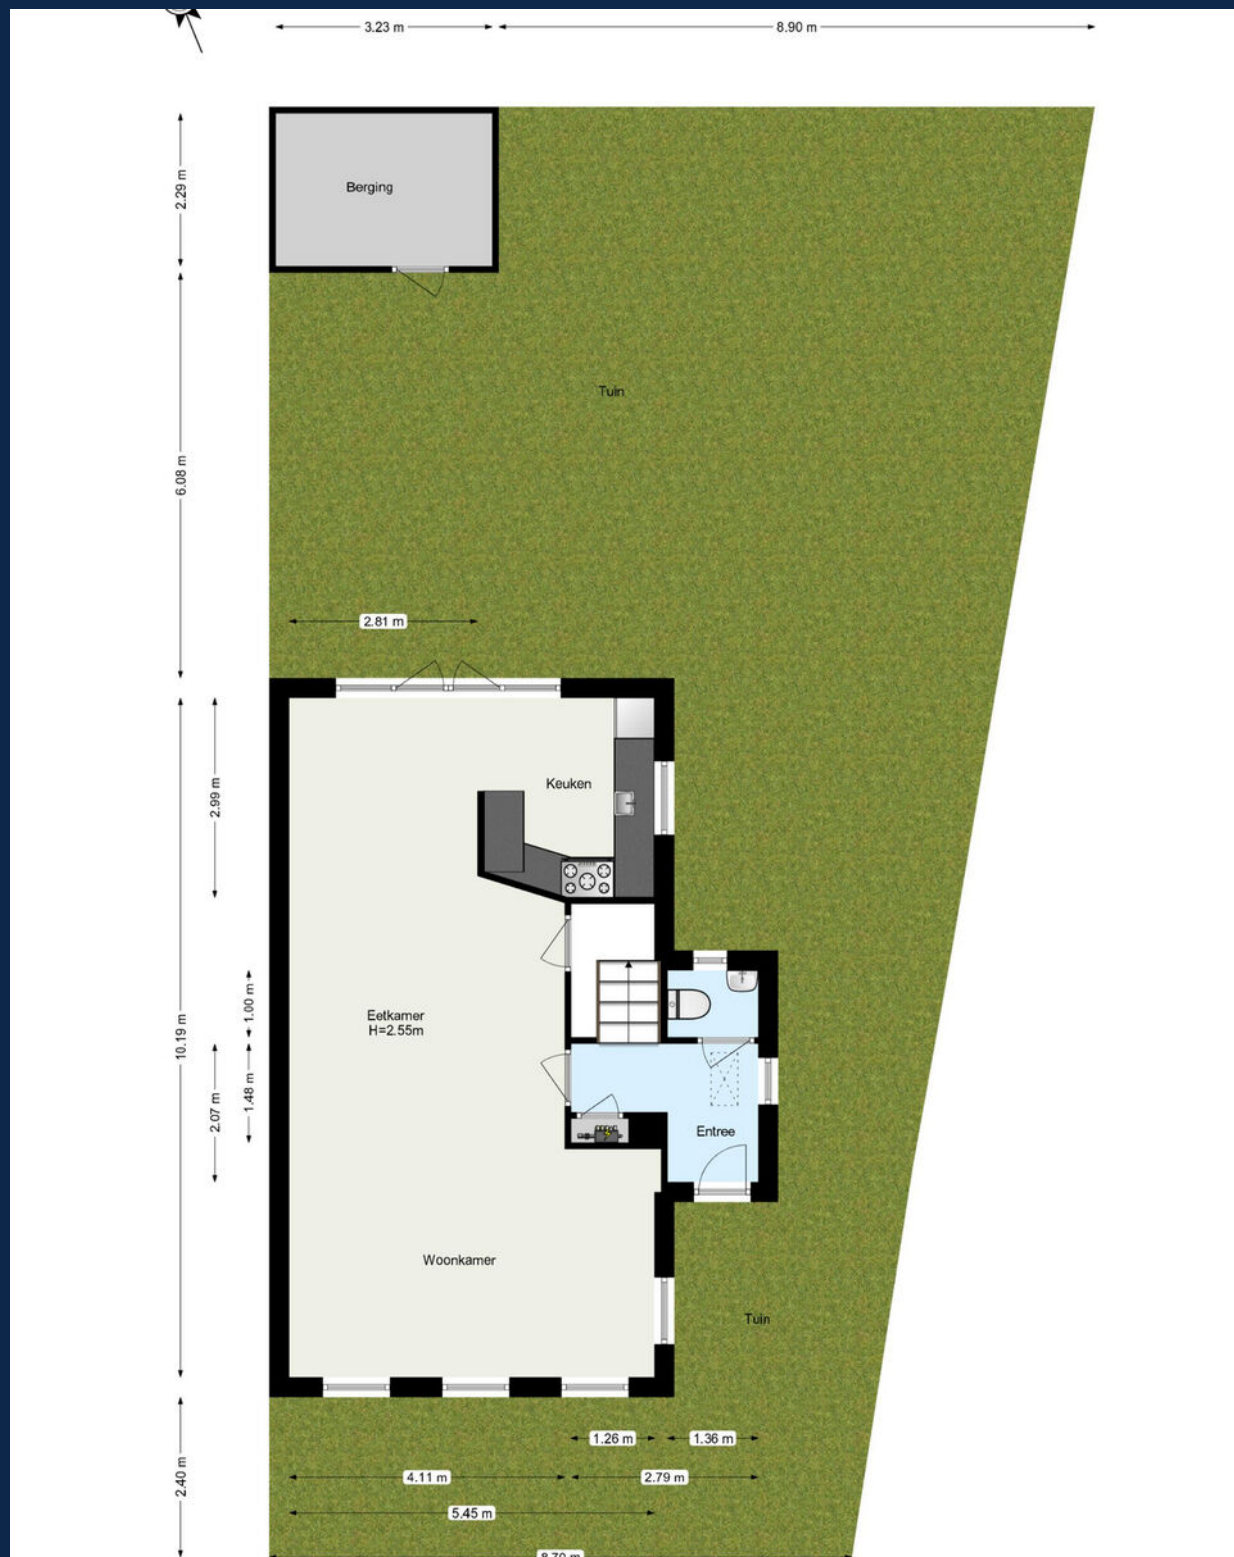 3.23 m
8.90 m
2.29 m
Berging
Tuin
6.08 m
2.81 m
Keuken
2.99 m
Eetkamer
H=2.55m
1.00 m
10.19 m
1.48 m
2.07 m
Entree
Woonkamer
Tuin
1.26 m
1.36 m
4.11 m
2.79 m
2.40 m
5.45 m